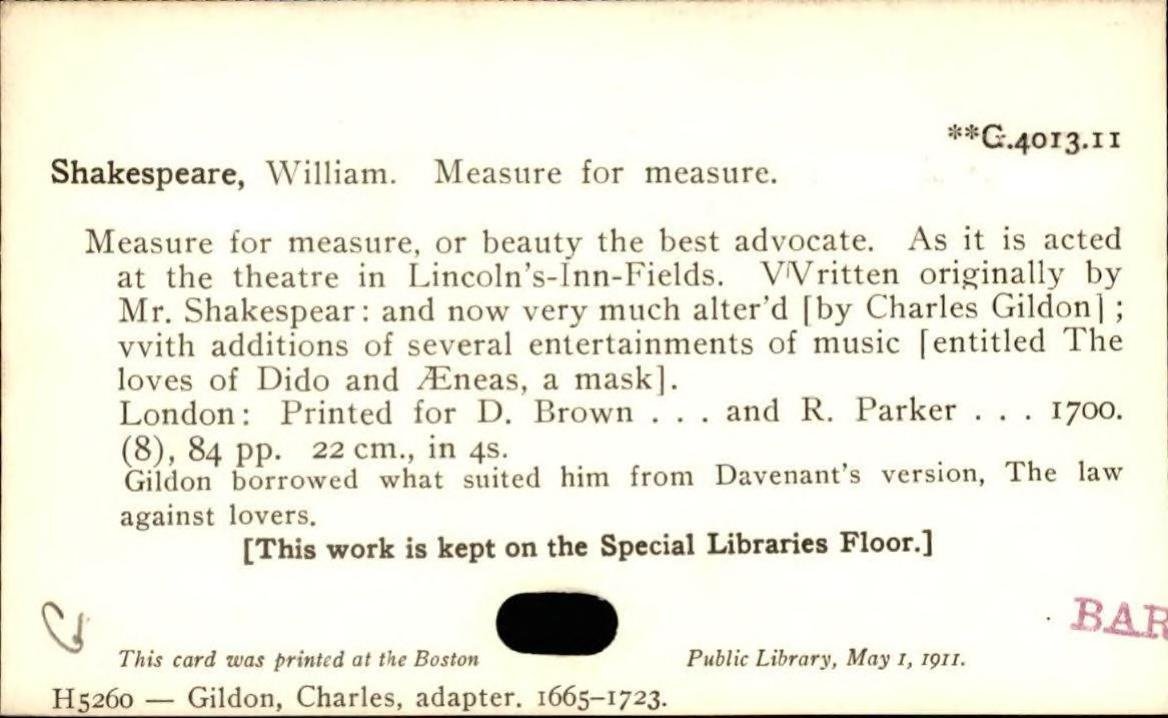 **G.4013.11
Shakespeare, William. Measure for measure.
Measure for measure, or beauty the best advocate. As it is acted
at the theatre in Lincoln's-Inn-Fields. VVritten originally by
Mr. Shakespear: and now very much alter'd [by Charles Gildon];
vvith additions of several entertainments of music [entitled The
loves of Dido and Æneas, a mask].
London: Printed for D. Brown . . . and R. Parker . . . 1700.
(8), 84 pp. 22 cm., in 4s.
Gildon borrowed what suited him from Davenant's version, The law
against lovers.
[This work is kept on the Special Libraries Floor.]
BAR
This card was printed at the Boston Public Library, May 1, 1911.
H5260 — Gildon, Charles, adapter. 1665–1723.